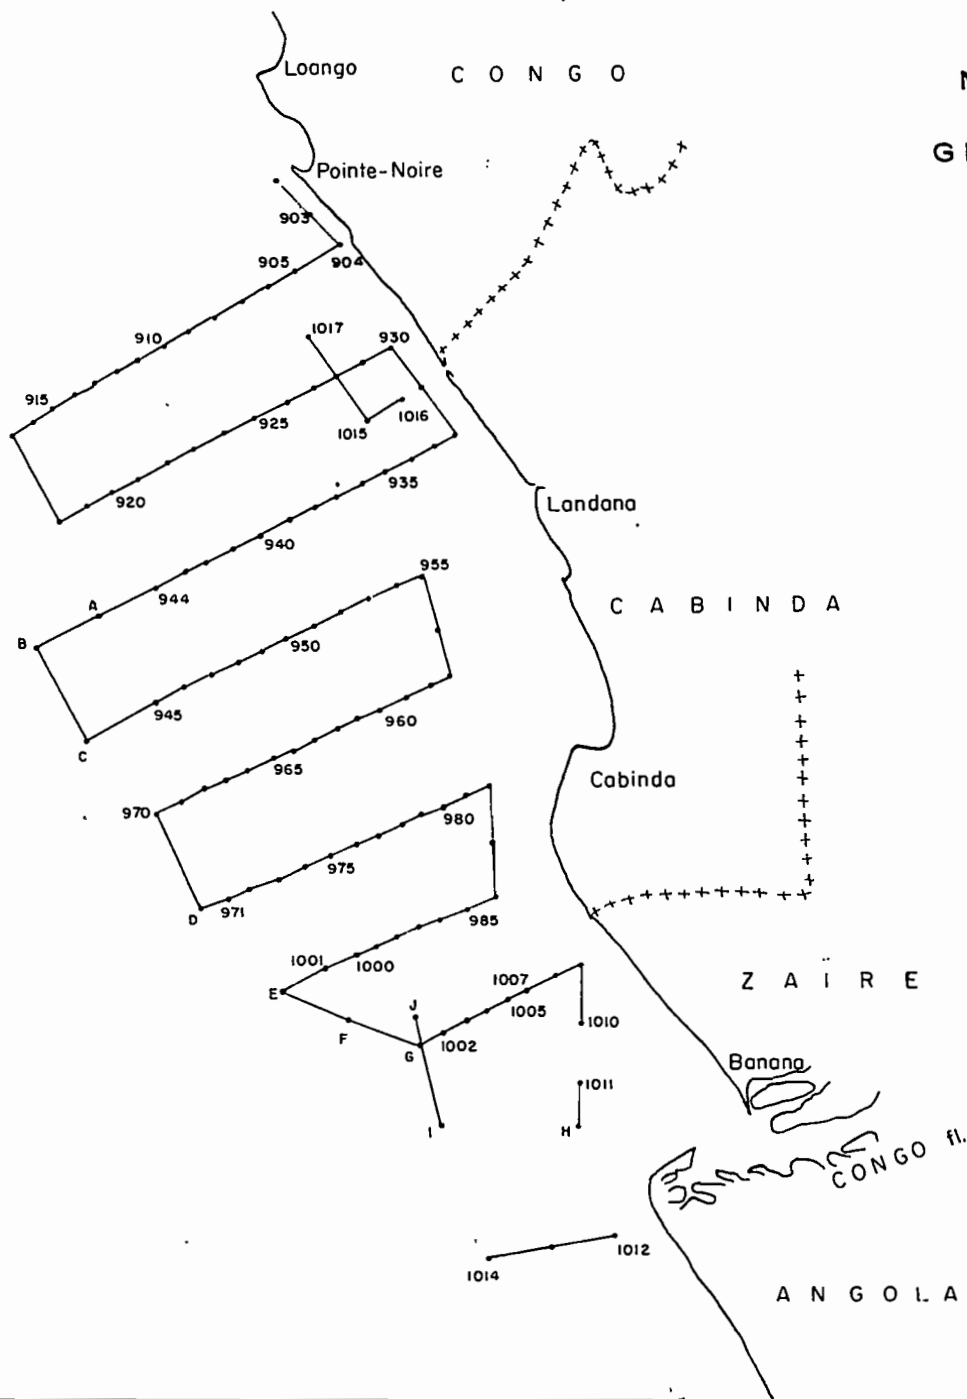 Loango
C O N G O
N
Pointe-Noire
G
903
905
904
910
1017
930
915
925
1015
1016
920
935
Landana
940
955
944
A
C A B I N D A
B
950
945
960
C
965
Cabinda
970
980
975
D
971
985
1001
1000
E
Z A Ï R E
1007
J
1005
F
1010
1002
G
Banana
1011
I
H
CONGO fl.
1012
1014
A N G O L A